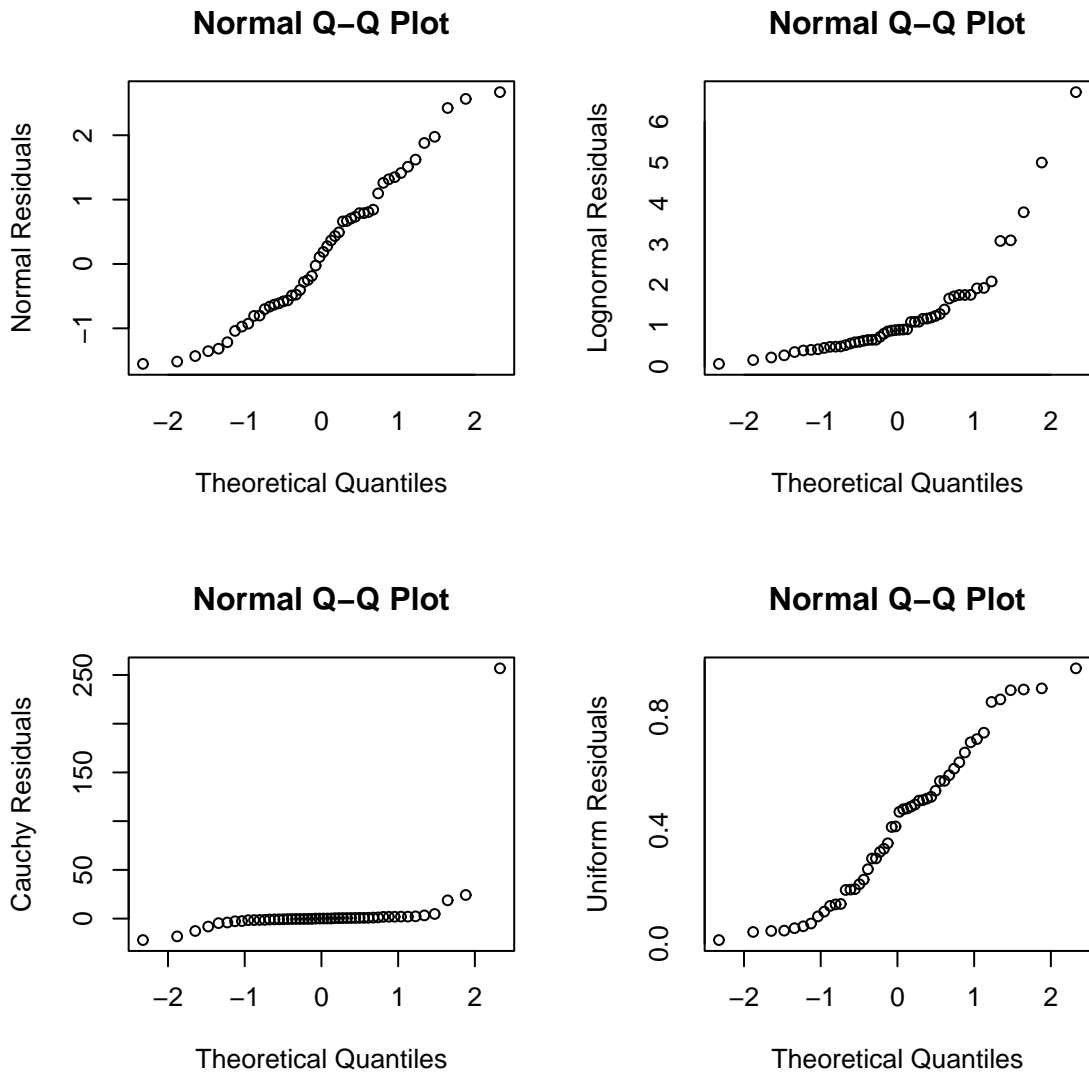 Normal Q−Q Plot
Normal Residuals
−1 0 1 2
−2 −1 0 1 2
Theoretical Quantiles
Normal Q−Q Plot
Lognormal Residuals
0 1 2 3 4 5 6
−2 −1 0 1 2
Theoretical Quantiles
Normal Q−Q Plot
Cauchy Residuals
0 50 150 250
−2 −1 0 1 2
Theoretical Quantiles
Normal Q−Q Plot
Uniform Residuals
0.0 0.4 0.8
−2 −1 0 1 2
Theoretical Quantiles